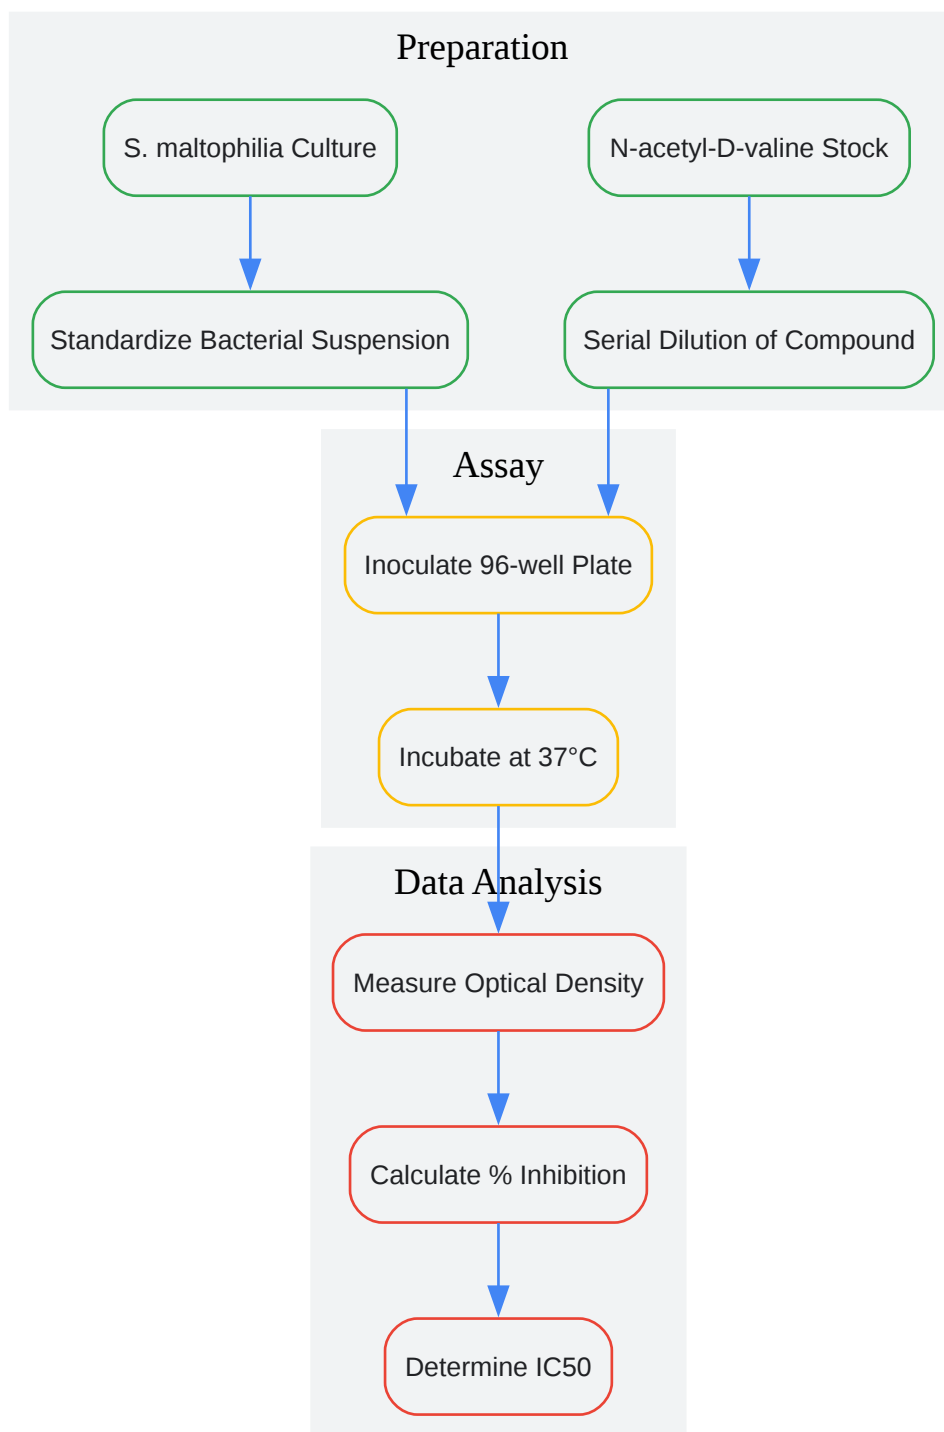 Preparation
S. maltophilia Culture
N-acetyl-D-valine Stock
Standardize Bacterial Suspension
Serial Dilution of Compound
Assay
Inoculate 96-well Plate
Incubate at 37°C
Data Analysis
Measure Optical Density
Calculate % Inhibition
Determine IC50